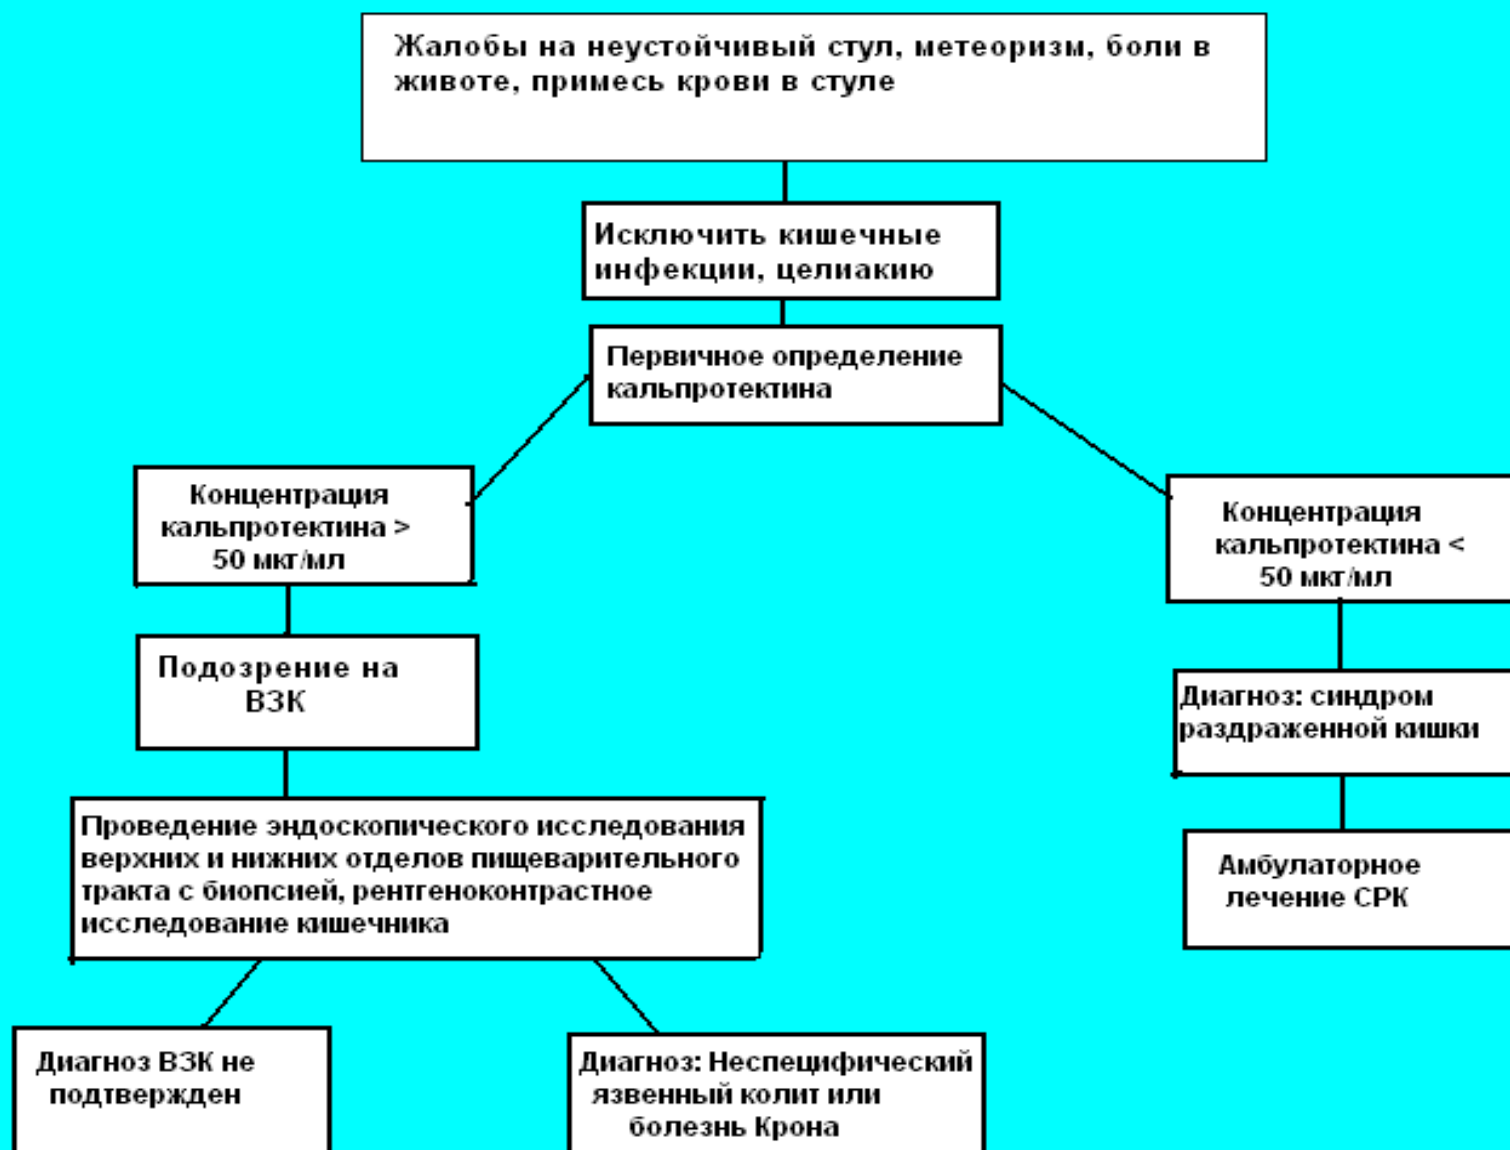 Жалобы на неустойчивый стул, метеоризм, боли в
животе, примесь крови в стуле
Исключить кишечные
инфекции, целиакию
Первичное определение
кальпротектина
Концентрация
кальпротектина >
50 мкт/мл
Концентрация
кальпротектина <
50 мкт/мл
Подозрение на
ВЗК
Диагноз: синдром
раздраженной кишки
Проведение эндоскопического исследования
верхних и нижних отделов пищеварительного
тракта с биопсией, рентгеноконтрастное
исследование кишечника
Амбулаторное
лечение СРК
Диагноз ВЗК не
подтвержден
Диагноз: Неспецифический
язвенный колит или
болезнь Крона